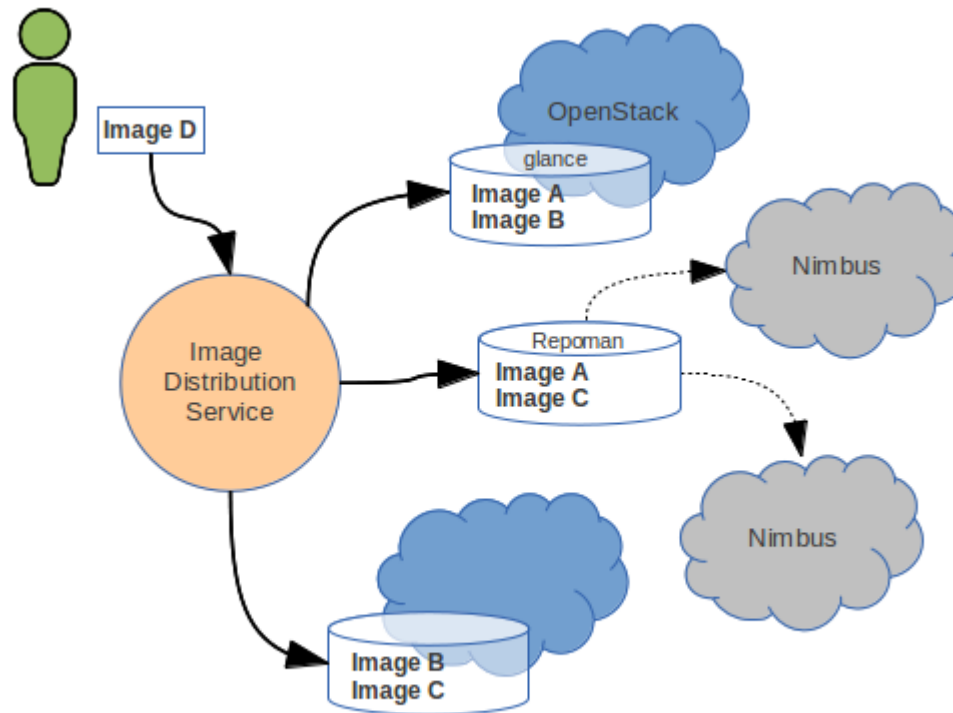 Image D
OpenStack
glance
Image A
Image B
Nimbus
Image
Distribution
Service
Repoman
Image A
Image C
Nimbus
Image B
Image C